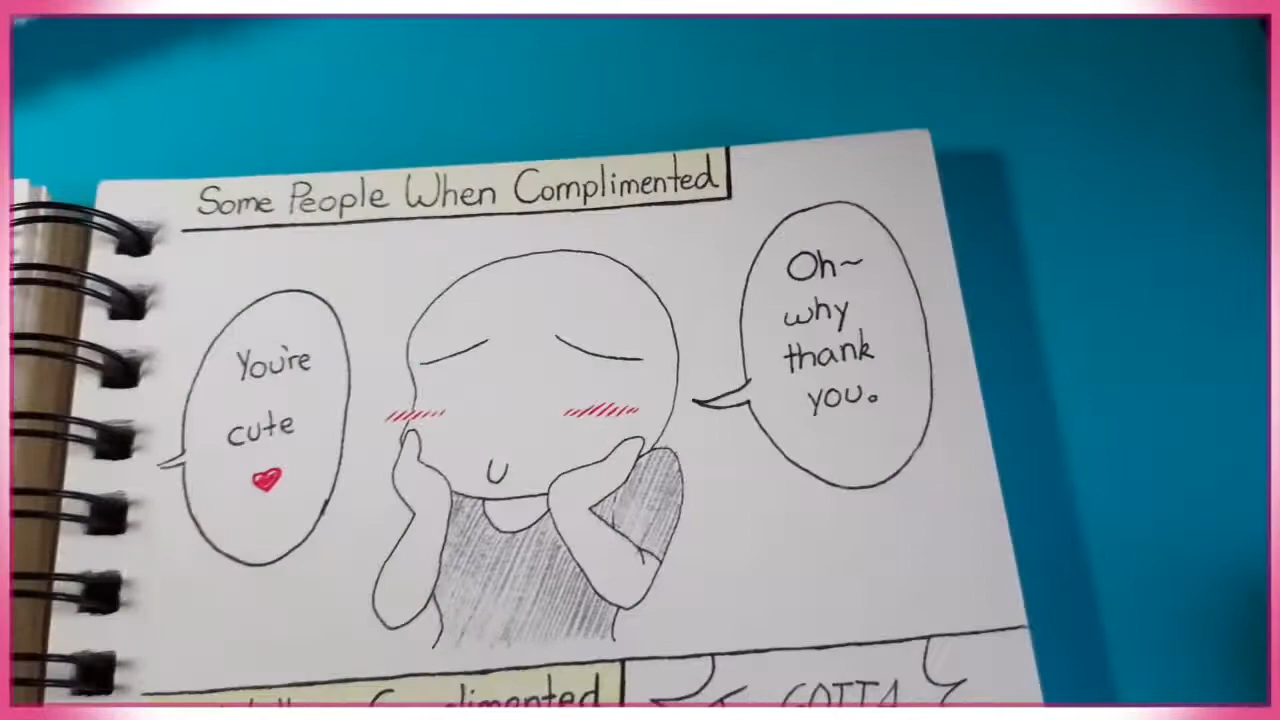 Some People When Complimented
You're
cute
Oh~
why
thank
you.
Complimented
GOTTA